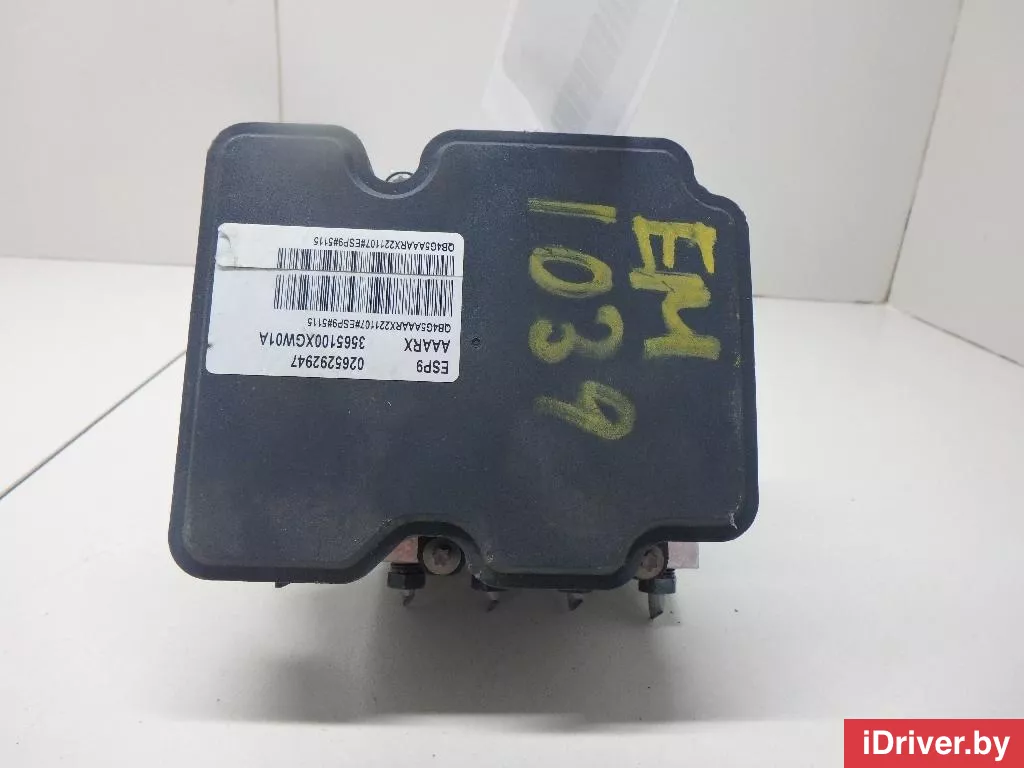 ESP9 0265292947
AAARX 3565100XGW01A
QB4G5AAARX221107#ESP9#5115
QB4G5AAARX221107#ESP9#5115
EM
1039
iDriver.by